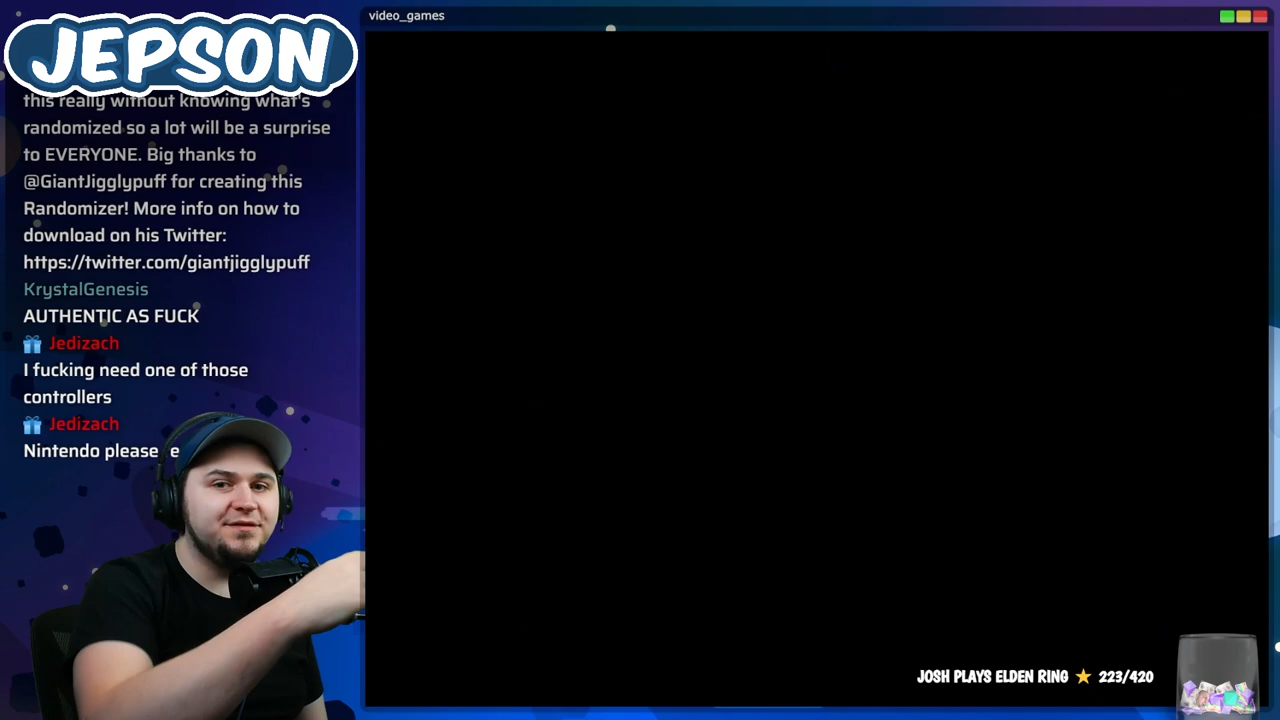 video_games
JEPSON
this really without knowing what's
randomized so a lot will be a surprise
to EVERYONE. Big thanks to
@GiantJigglypuff for creating this
Randomizer! More info on how to
download on his Twitter:
https://twitter.com/giantjigglypuff
KrystalGenesis
AUTHENTIC AS FUCK
Jedizach
I fucking need one of those
controllers
Jedizach
Nintendo please
JOSH PLAYS ELDEN RING ★ 223/420